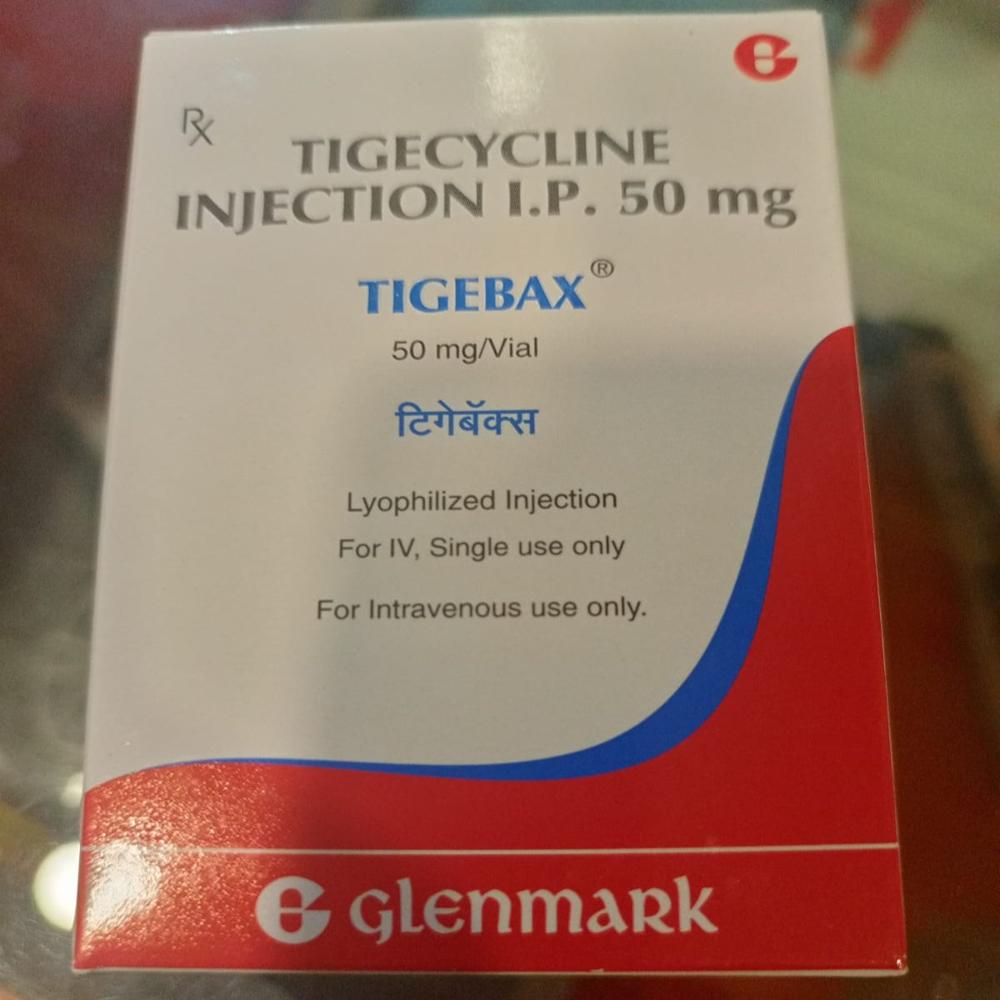 Rx
TIGECYCLINE
INJECTION I.P. 50 mg
TIGEBAX®
50 mg/Vial
टिगेबॅक्स
Lyophilized Injection
For IV, Single use only
For Intravenous use only.
glenmark